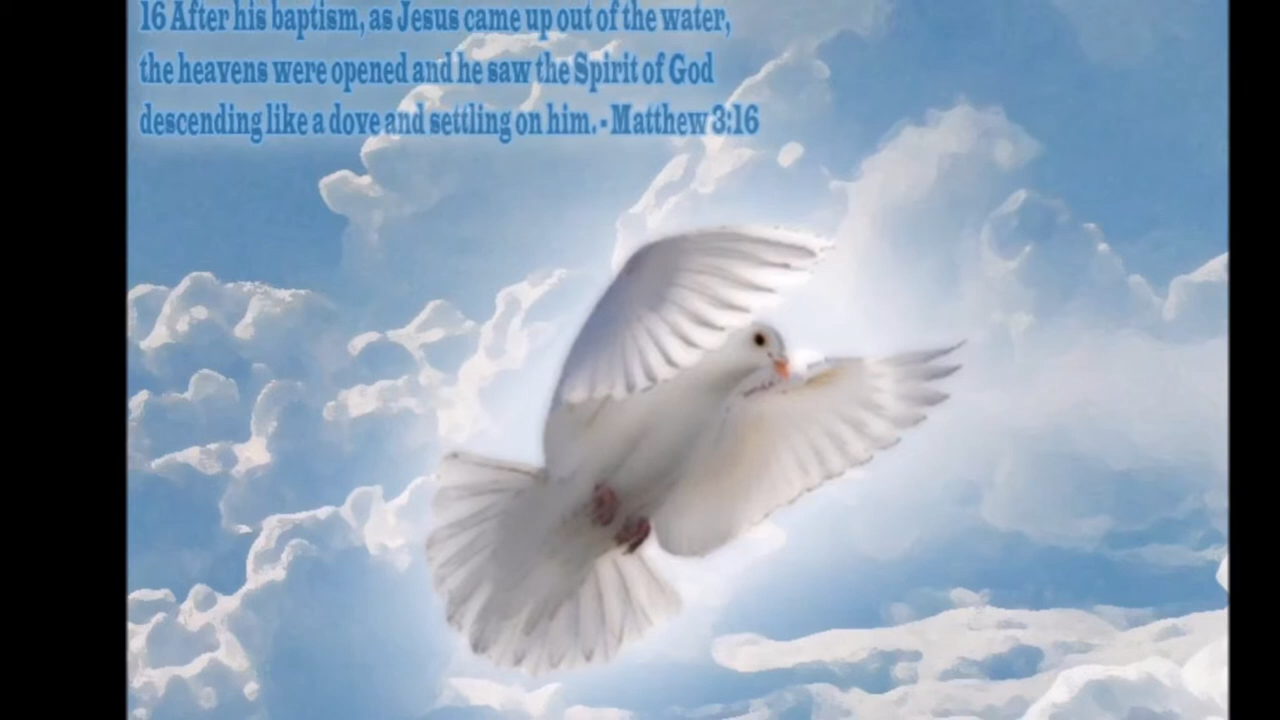 16 After his baptism, as Jesus came up out of the water,
the heavens were opened and he saw the Spirit of God
descending like a dove and settling on him. - Matthew 3:16